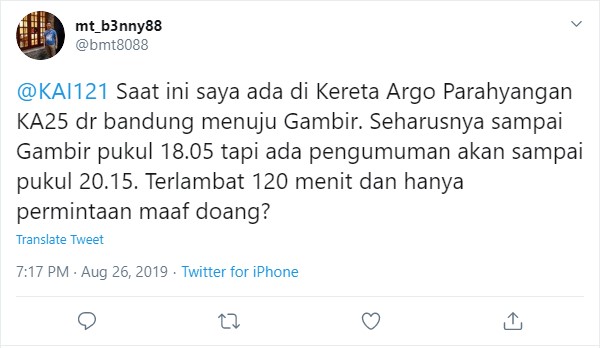 mt_b3nny88
@bmt8088
@KAI121 Saat ini saya ada di Kereta Argo Parahyangan
KA25 dr bandung menuju Gambir. Seharusnya sampai
Gambir pukul 18.05 tapi ada pengumuman akan sampai
pukul 20.15. Terlambat 120 menit dan hanya
permintaan maaf doang?
Translate Tweet
7:17 PM · Aug 26, 2019 · Twitter for iPhone